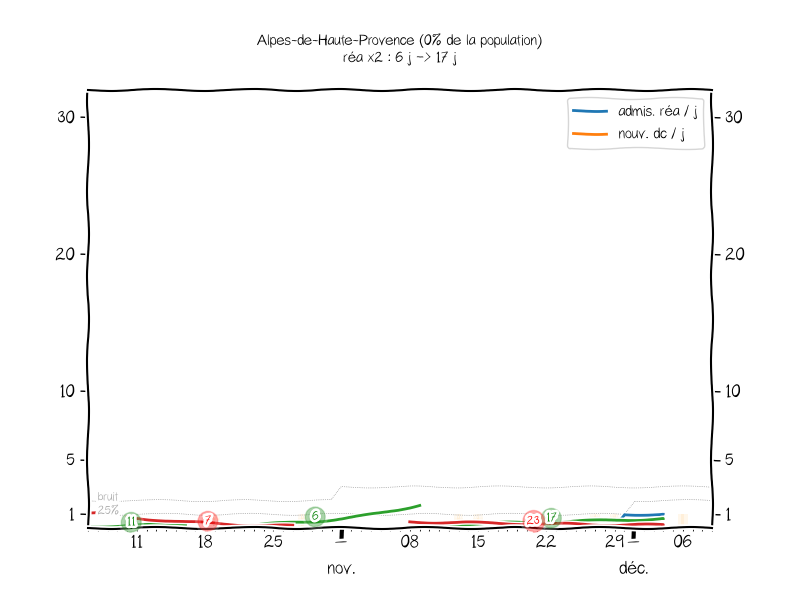 Alpes-de-Haute-Provence (0% de la population)
réa x2 : 6 j -> 17 j
admis. réa / j
nouv. dc / j
30 30
20 20
10 10
5 5
bruit
25%
1 1
11 7 6 23 17
11 18 25 1 08 15 22 29 1 06
nov. déc.